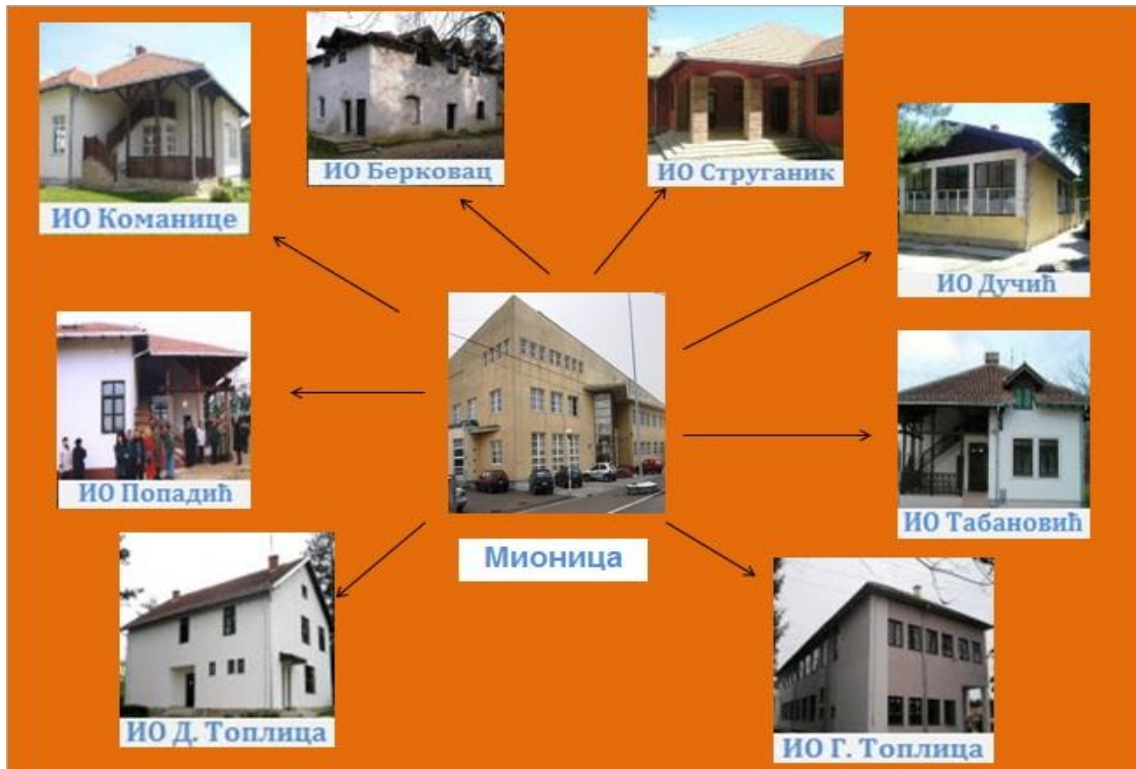 ИО Команице
ИО Берковац
ИО Струганик
ИО Дучић
ИО Попадић
Мионица
ИО Табановић
ИО Д. Топлица
ИО Г. Топлица